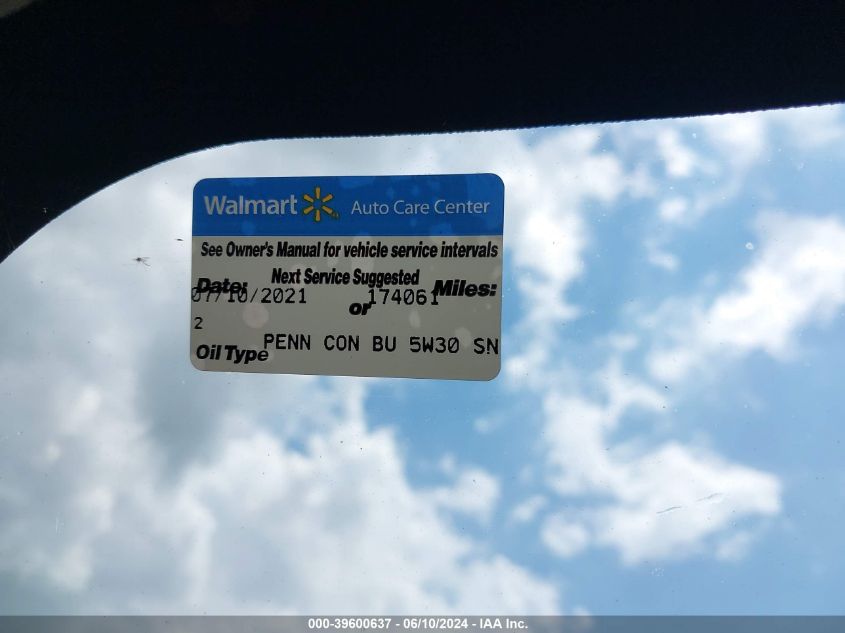 Walmart Auto Care Center
See Owner's Manual for vehicle service intervals
Next Service Suggested
Date: 07/10/2021 or 174061 Miles:
2
Oil Type PENN CON BU 5W30 SN
000-39600637 - 06/10/2024 - IAA Inc.